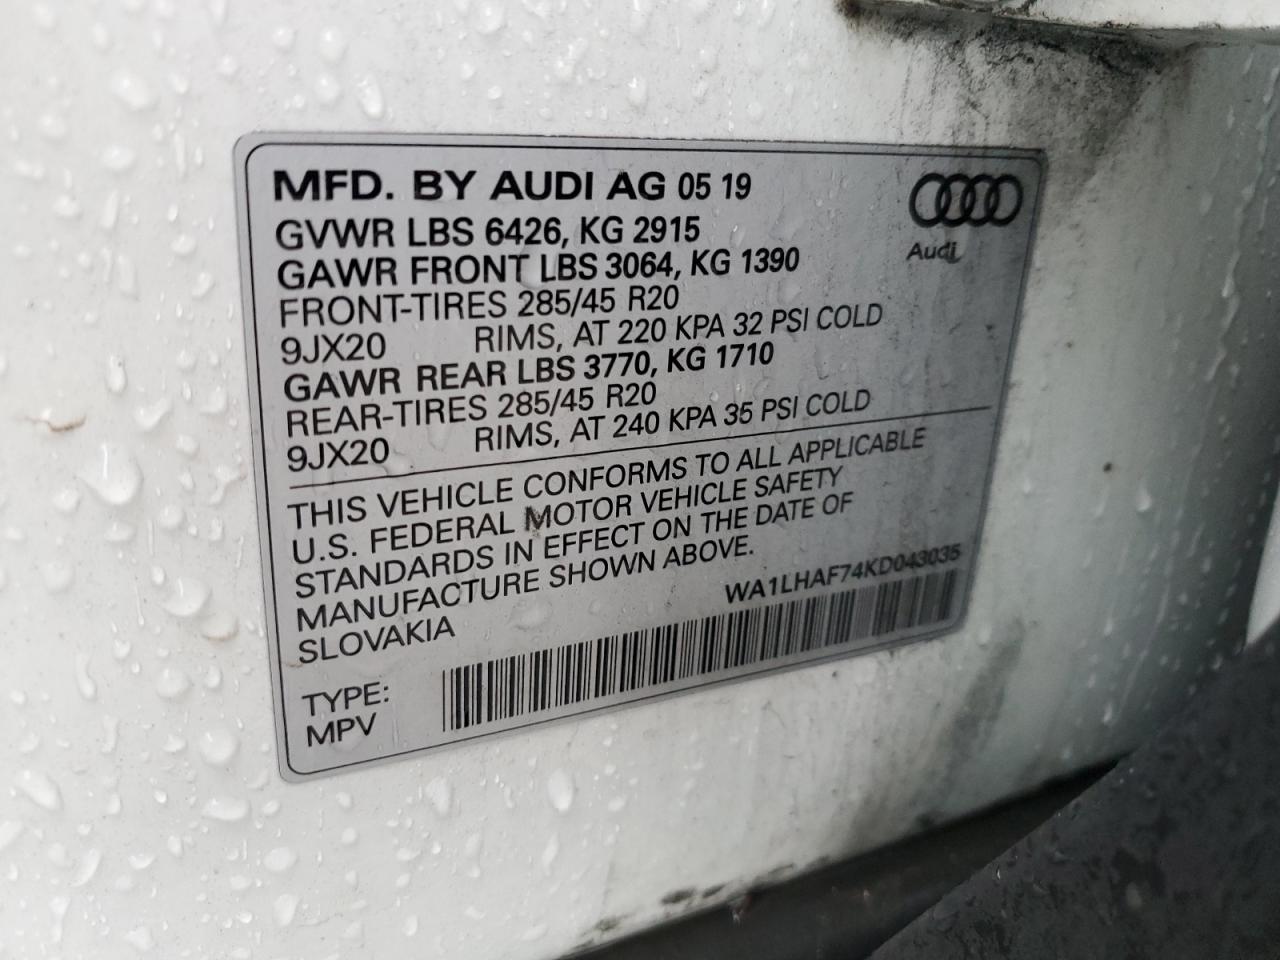 MFD. BY AUDI AG 05 19
GVWR LBS 6426, KG 2915
GAWR FRONT LBS 3064, KG 1390
FRONT-TIRES 285/45 R20
9JX20 RIMS, AT 220 KPA 32 PSI COLD
GAWR REAR LBS 3770, KG 1710
REAR-TIRES 285/45 R20
9JX20 RIMS, AT 240 KPA 35 PSI COLD
Audi
THIS VEHICLE CONFORMS TO ALL APPLICABLE
U.S. FEDERAL MOTOR VEHICLE SAFETY
STANDARDS IN EFFECT ON THE DATE OF
MANUFACTURE SHOWN ABOVE.
SLOVAKIA
WA1LHAF74KD043035
TYPE:
MPV